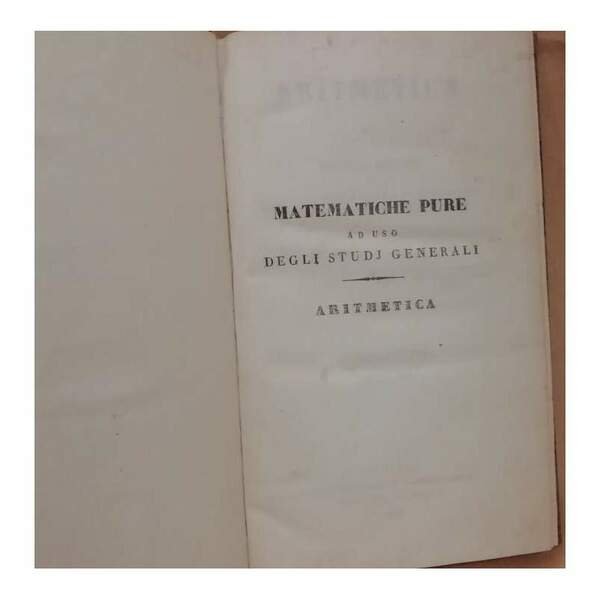 MATEMATICHE PURE
AD USO
DEGLI STUDJ GENERALI
ARITMETICA